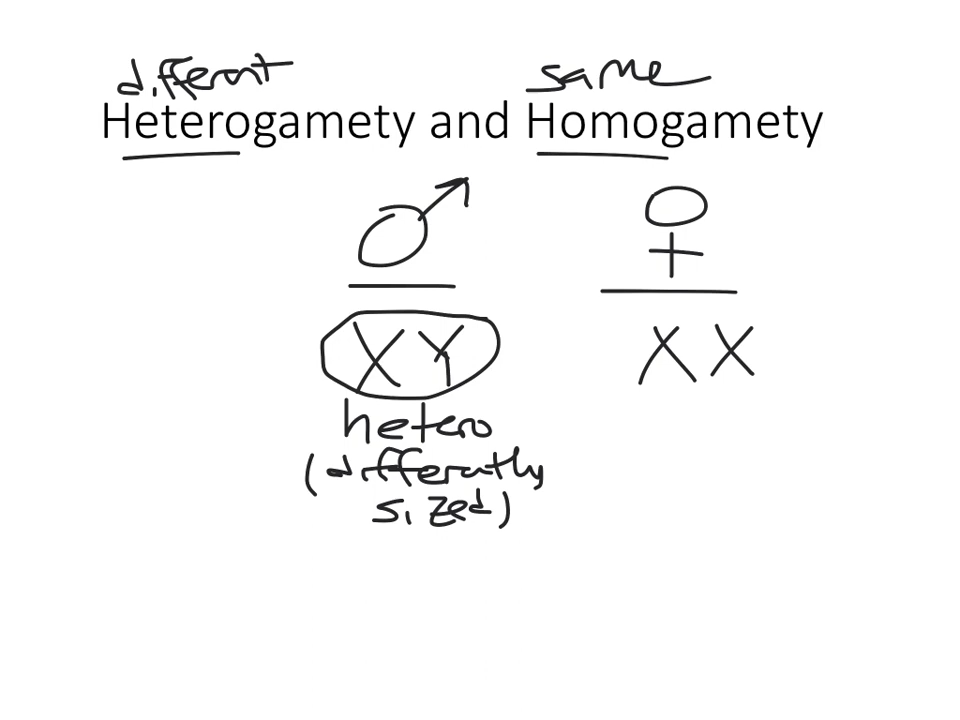 different same
Heterogamety and Homogamety
XY XX
hetero
(differently
sized)